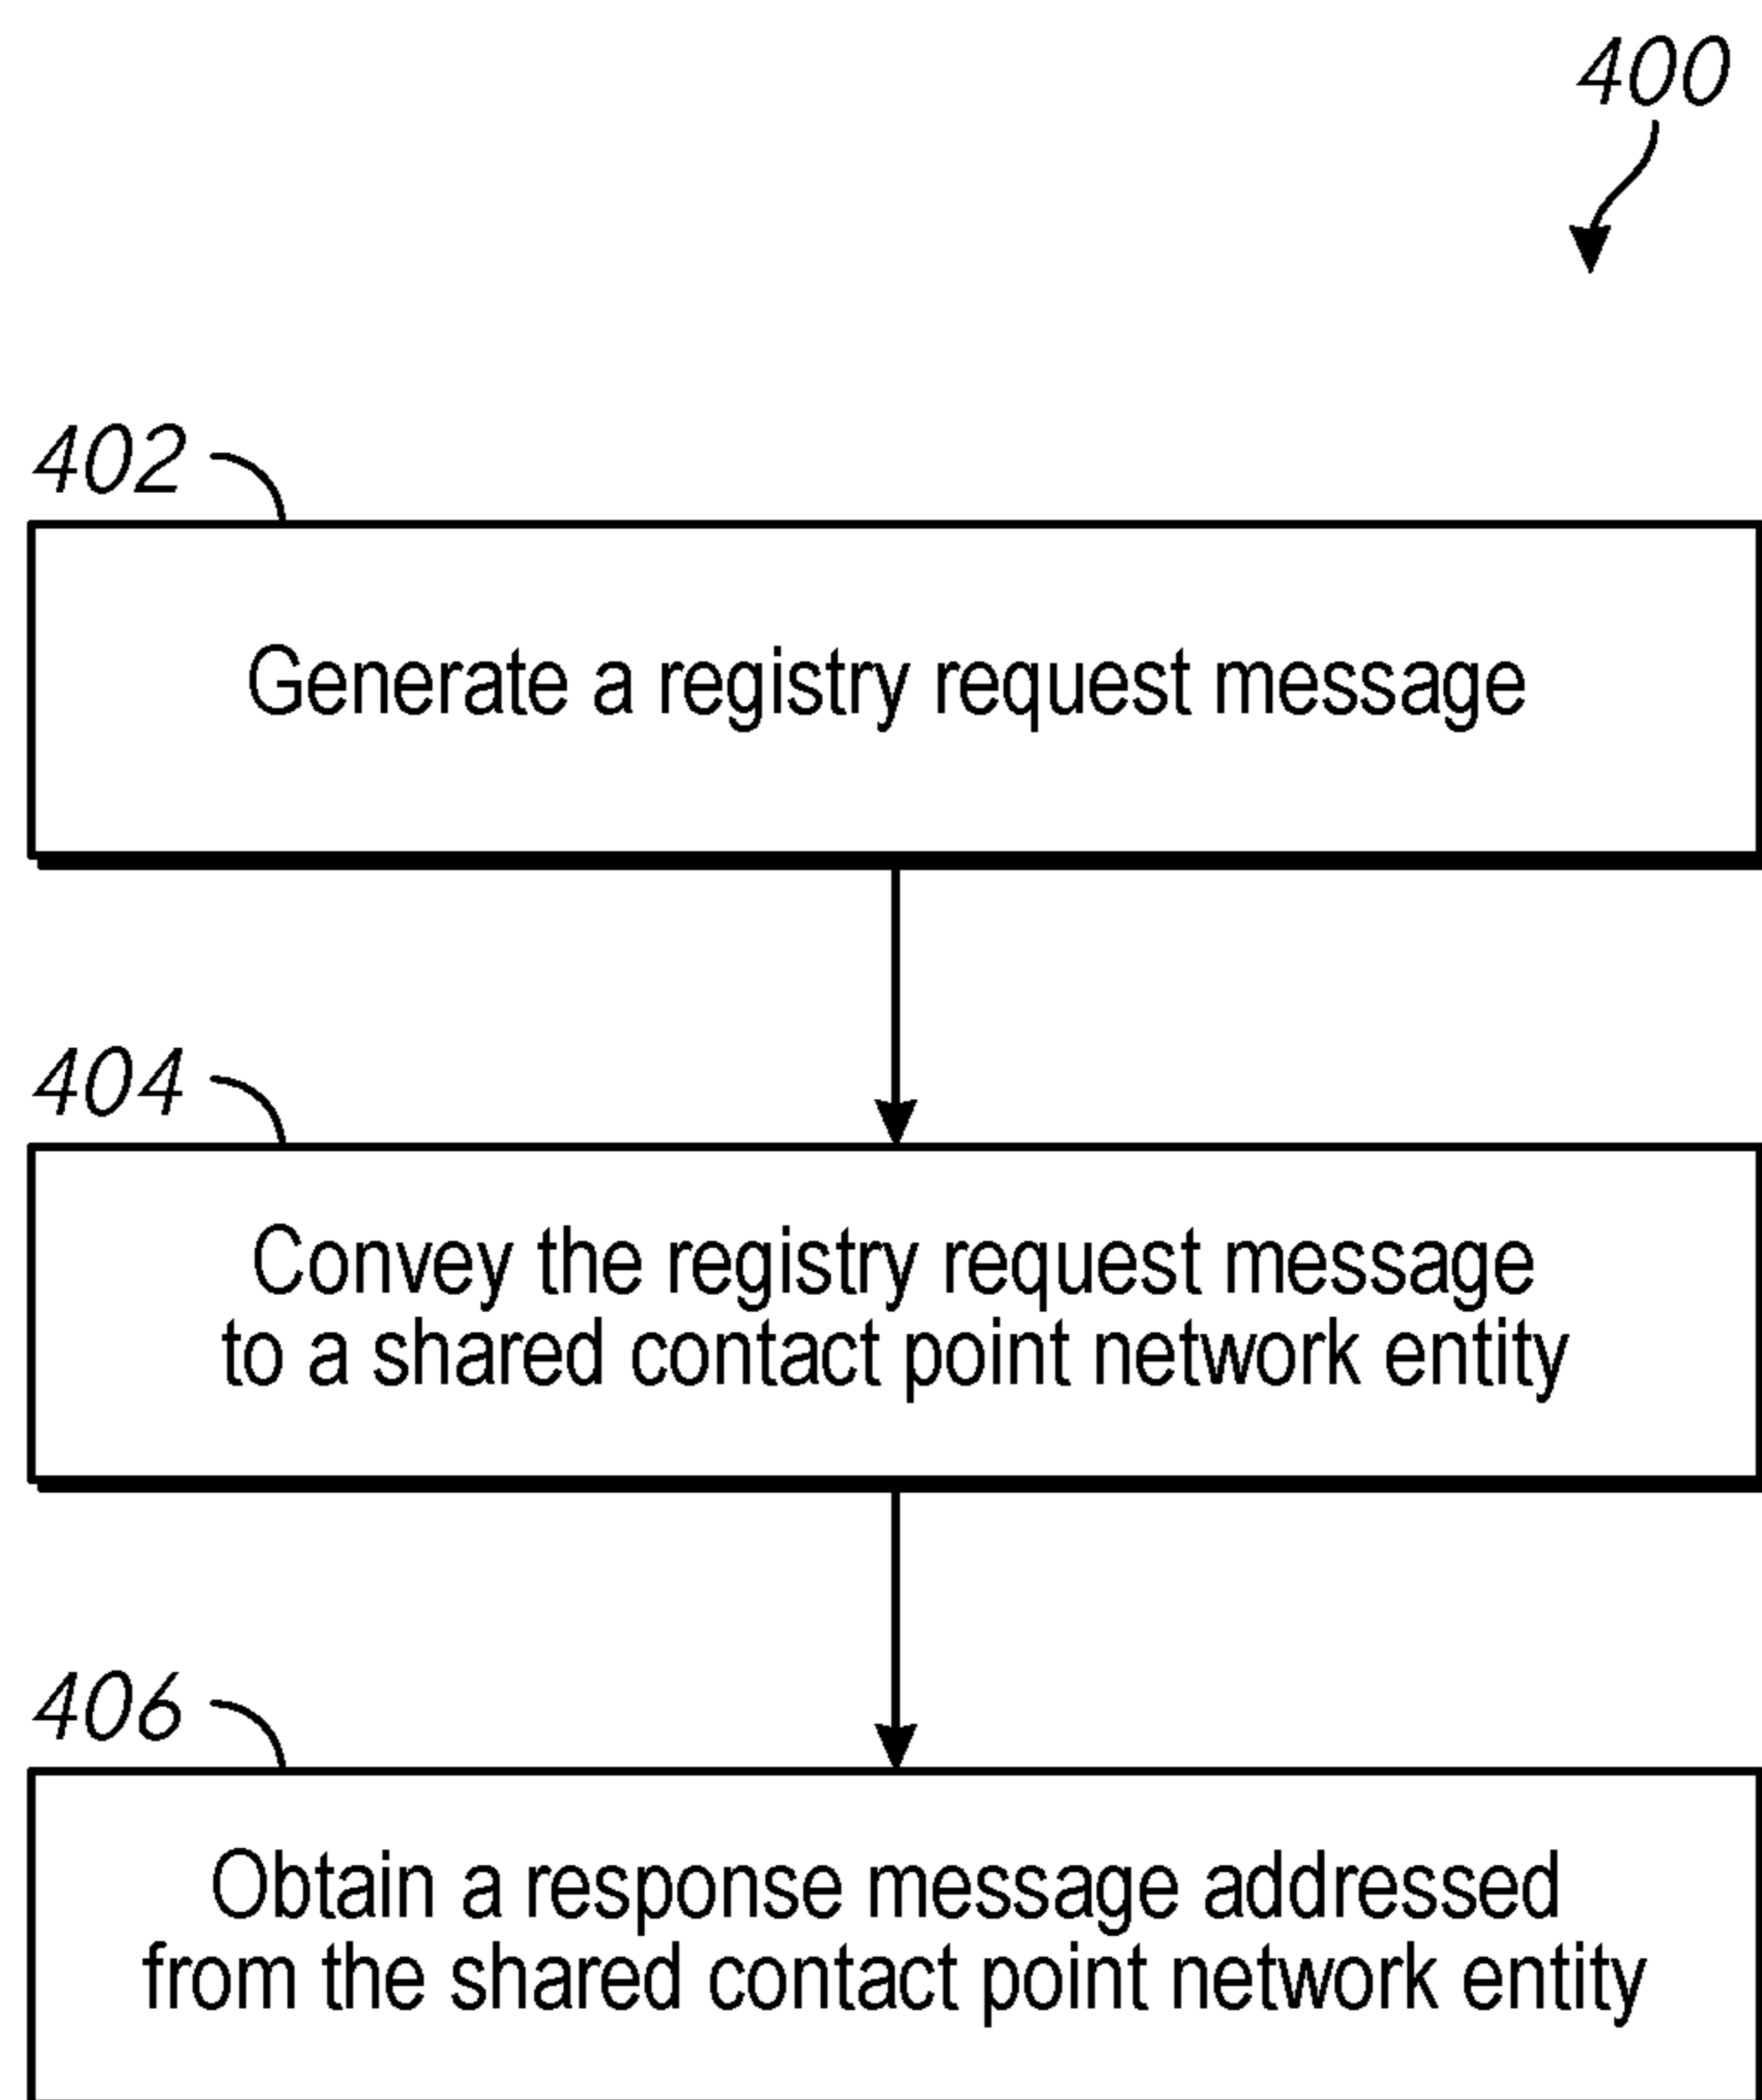 400
402
Generate a registry request message
404
Convey the registry request message
to a shared contact point network entity
406
Obtain a response message addressed
from the shared contact point network entity